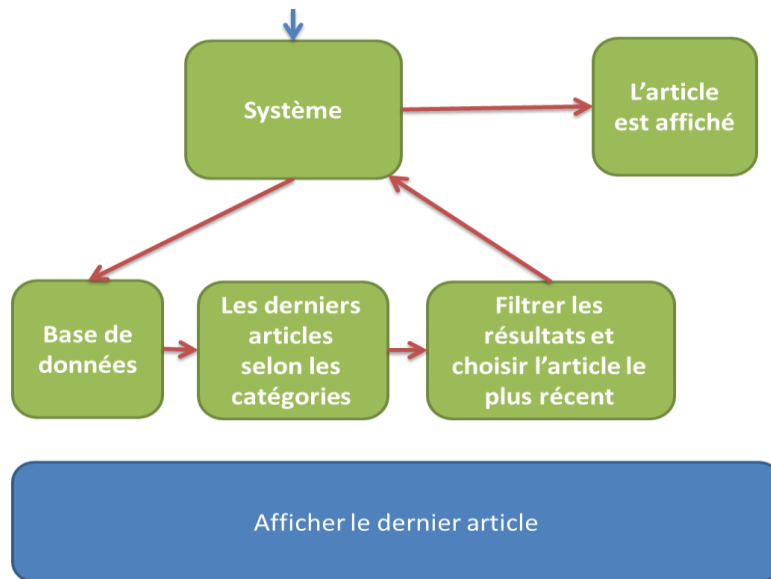 Système
L’article
est affiché
Base de
données
Les derniers
articles
selon les
catégories
Filtrer les
résultats et
choisir l’article le
plus récent
Afficher le dernier article